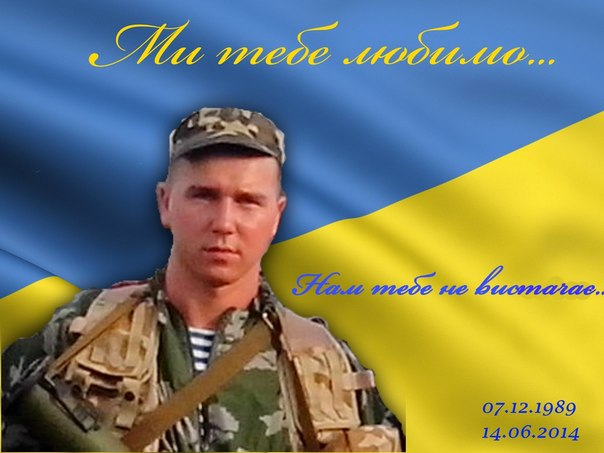 Ми тебе любимо...
Нам тебе не вистачає...
07.12.1989
14.06.2014